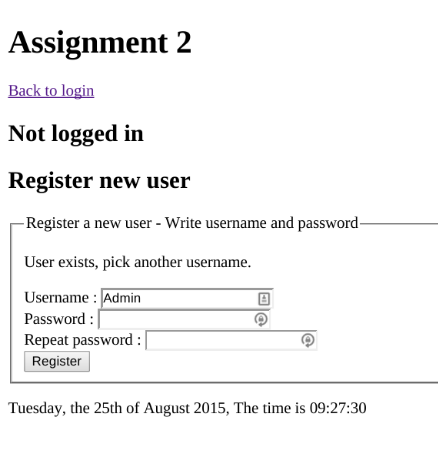 Assignment 2
Back to login
Not logged in
Register new user
Register a new user - Write username and password
User exists, pick another username.
Username : Admin
Password :
Repeat password :
Register
Tuesday, the 25th of August 2015, The time is 09:27:30